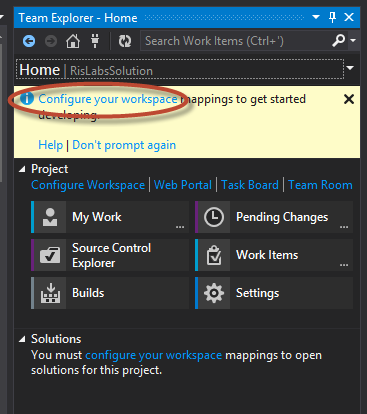 Team Explorer - Home
Search Work Items (Ctrl+')
Home | RisLabsSolution
Configure your workspace mappings to get started
developing.
Help | Don't prompt again
Project
Configure Workspace | Web Portal | Task Board | Team Room
My Work ... Pending Changes ...
Source Control Explorer Work Items ...
Builds Settings
Solutions
You must configure your workspace mappings to open
solutions for this project.